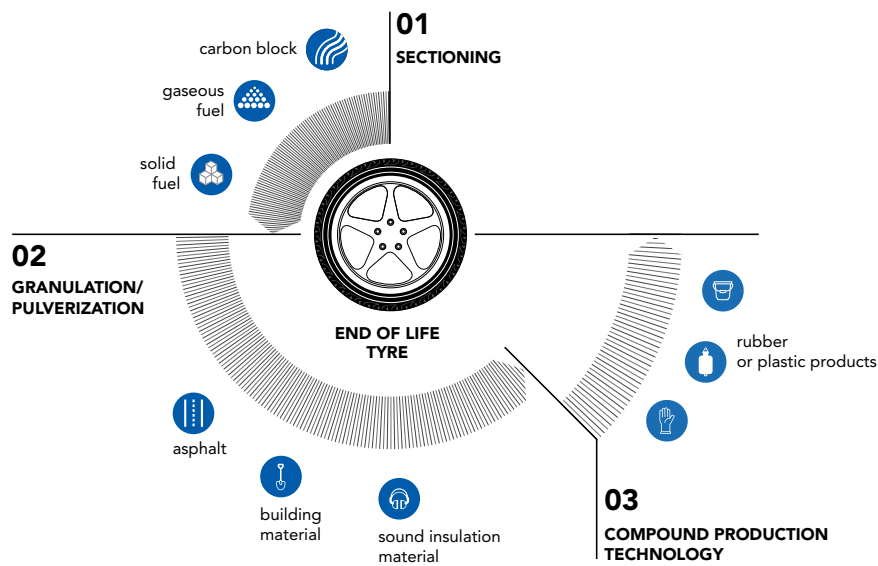 01
SECTIONING
carbon block
gaseous
fuel
solid
fuel
02
GRANULATION/
PULVERIZATION
END OF LIFE
TYRE
asphalt
building
material
sound insulation
material
rubber
or plastic products
03
COMPOUND PRODUCTION
TECHNOLOGY